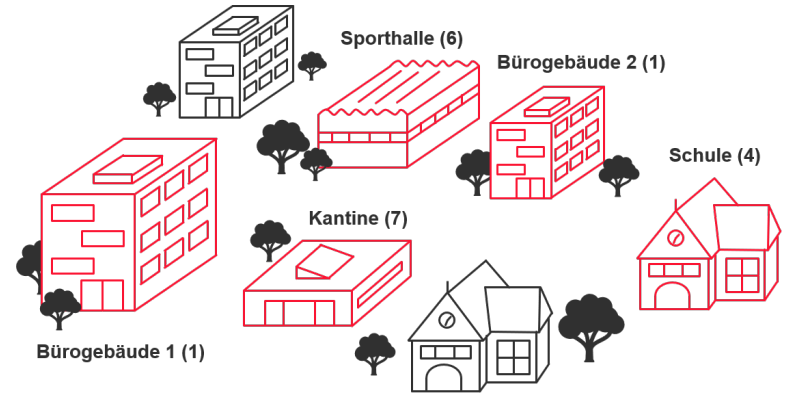 Sporthalle (6)
Bürogebäude 2 (1)
Schule (4)
Kantine (7)
Bürogebäude 1 (1)